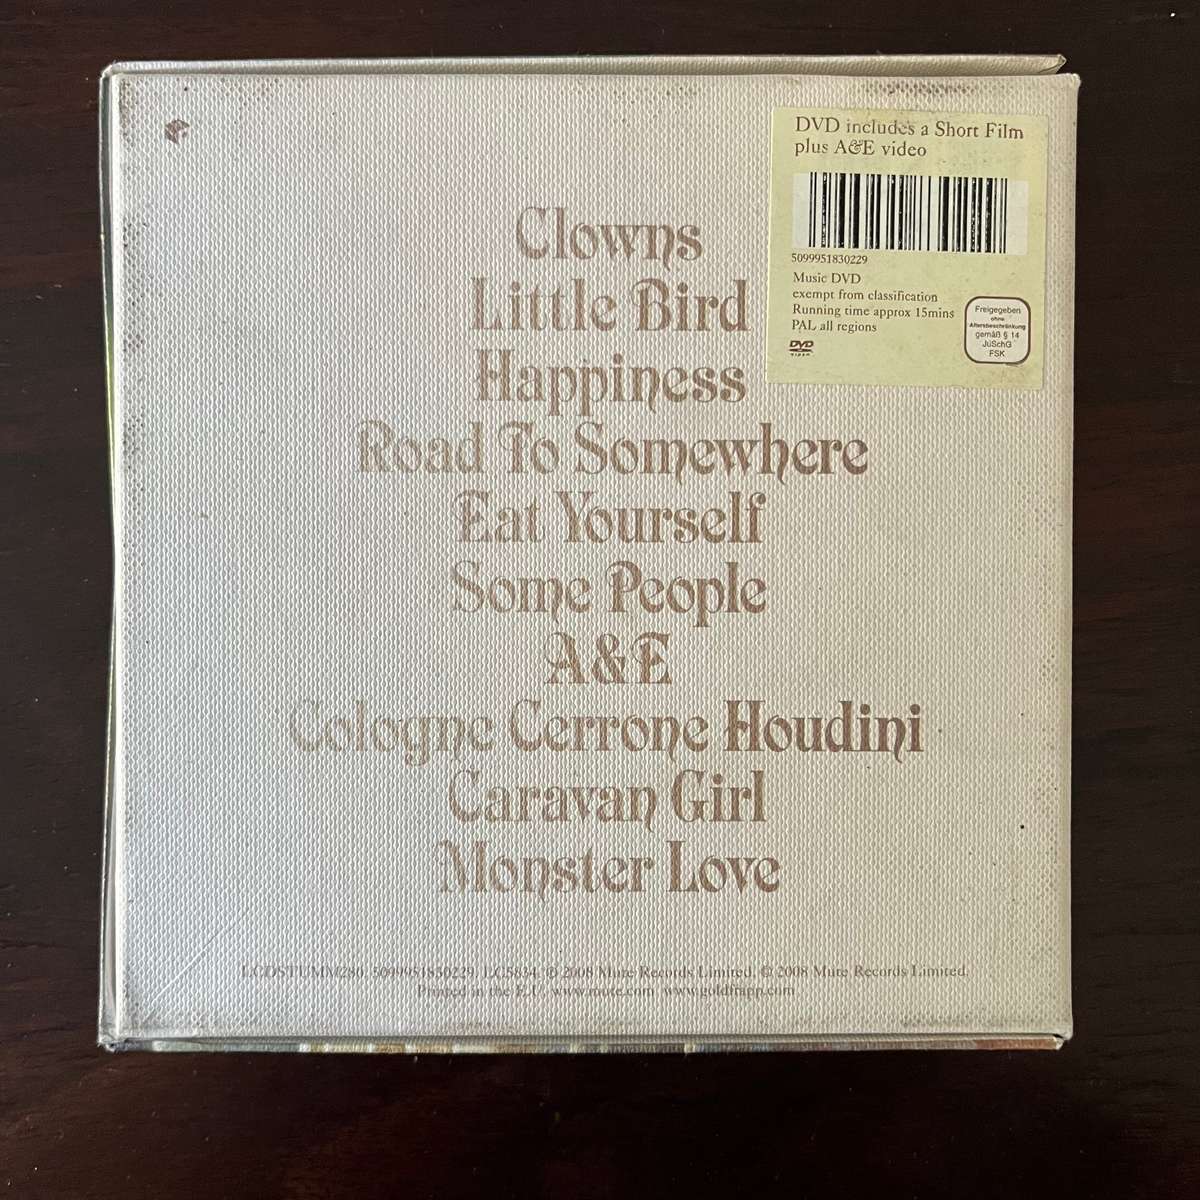 DVD includes a Short Film
plus A&E video
5099951830229
Music DVD
exempt from classification
Running time approx 15mins
PAL all regions
DVD
VIDEO
Freigegeben
ohne
Altersbeschränkung
gemäß § 14
JuSchG
FSK
Clowns
Little Bird
Happiness
Road To Somewhere
Eat Yourself
Some People
A&E
Cologne Cerrone Houdini
Caravan Girl
Monster Love
LCDSTUMM280. 5099951830229. LC5834. ℗ 2008 Mute Records Limited. © 2008 Mute Records Limited.
Printed in the E.U. www.mute.com www.goldfrapp.com